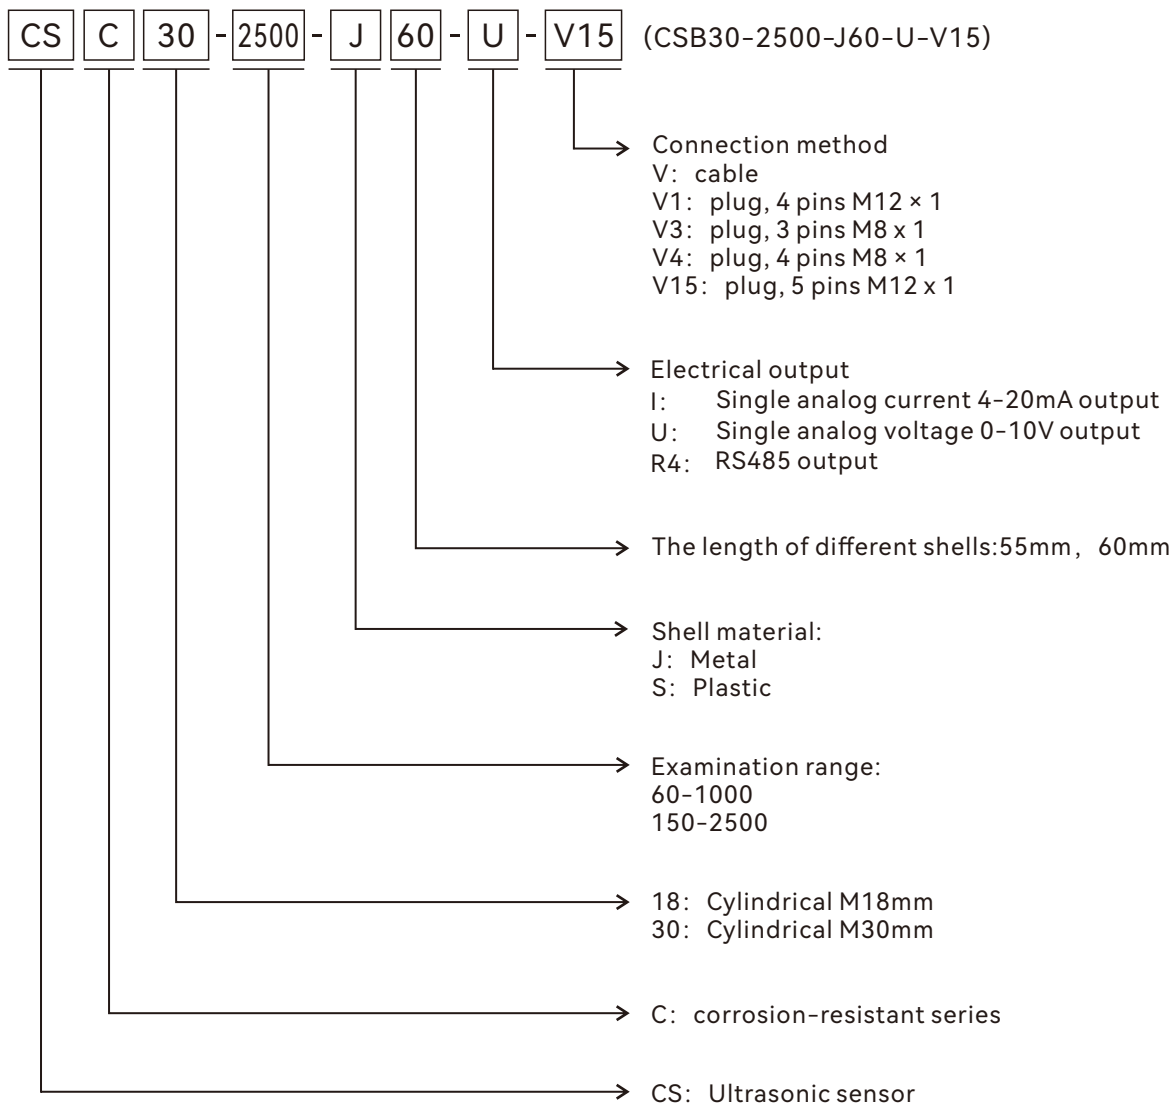 CS C 30 - 2500 - J 60 - U - V15 (CSB30-2500-J60-U-V15)
Connection method
V: cable
V1: plug, 4 pins M12 × 1
V3: plug, 3 pins M8 x 1
V4: plug, 4 pins M8 × 1
V15: plug, 5 pins M12 x 1
Electrical output
I: Single analog current 4-20mA output
U: Single analog voltage 0-10V output
R4: RS485 output
The length of different shells:55mm, 60mm
Shell material:
J: Metal
S: Plastic
Examination range:
60-1000
150-2500
18: Cylindrical M18mm
30: Cylindrical M30mm
C: corrosion-resistant series
CS: Ultrasonic sensor